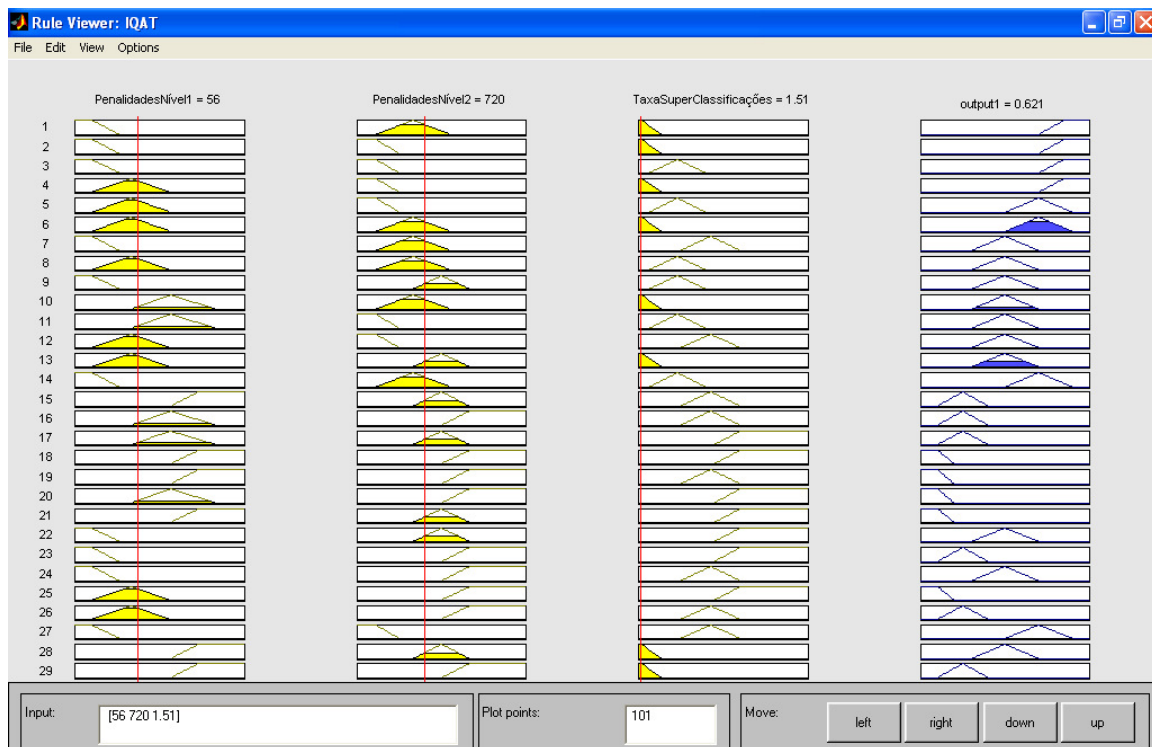 Rule Viewer: IQAT
File Edit View Options
PenalidadesNível1 = 56
PenalidadesNível2 = 720
TaxaSuperClassificações = 1.51
output1 = 0.621
1
2
3
4
5
6
7
8
9
10
11
12
13
14
15
16
17
18
19
20
21
22
23
24
25
26
27
28
29
Input:
[56 720 1.51]
Plot points:
101
Move:
left
right
down
up